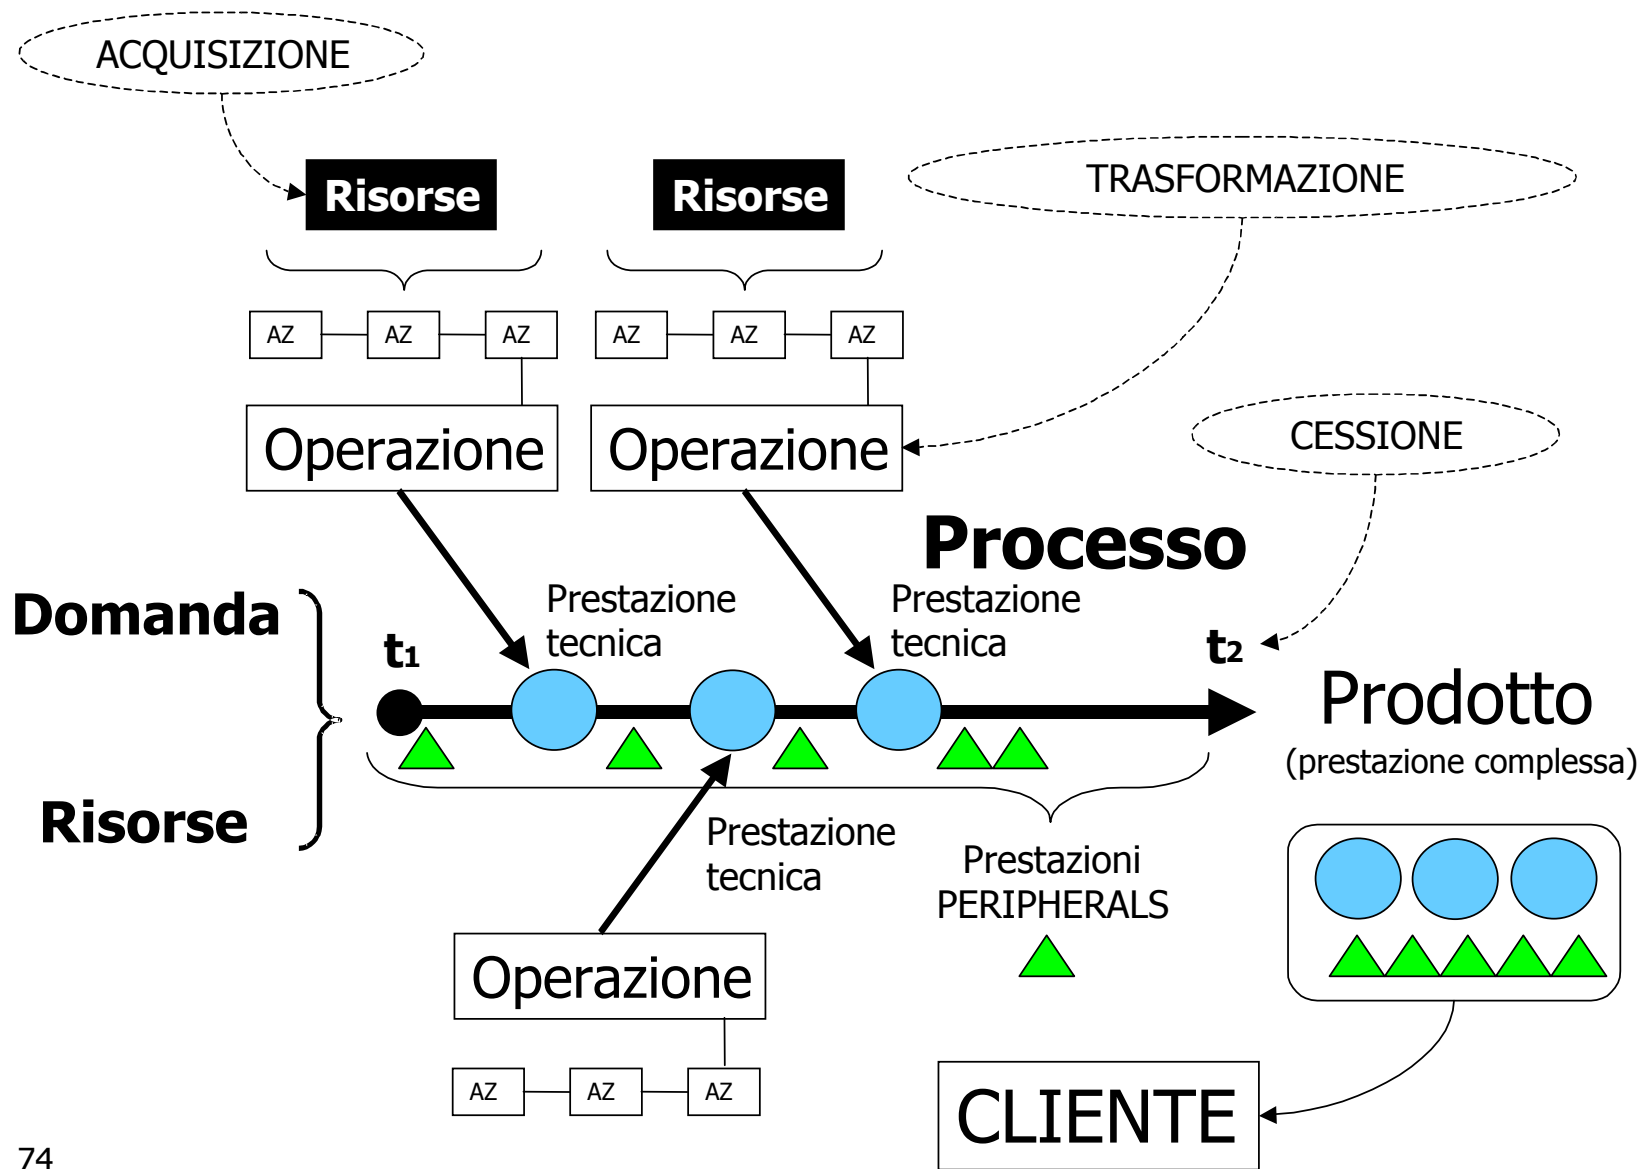 ACQUISIZIONE
TRASFORMAZIONE
Risorse
Risorse
AZ
AZ
AZ
AZ
AZ
AZ
Operazione
Operazione
CESSIONE
Processo
Domanda
Prestazione
tecnica
Prestazione
tecnica
t1
t2
Prodotto
(prestazione complessa)
Risorse
Prestazione
tecnica
Prestazioni
PERIPHERALS
Operazione
AZ
AZ
AZ
CLIENTE
74